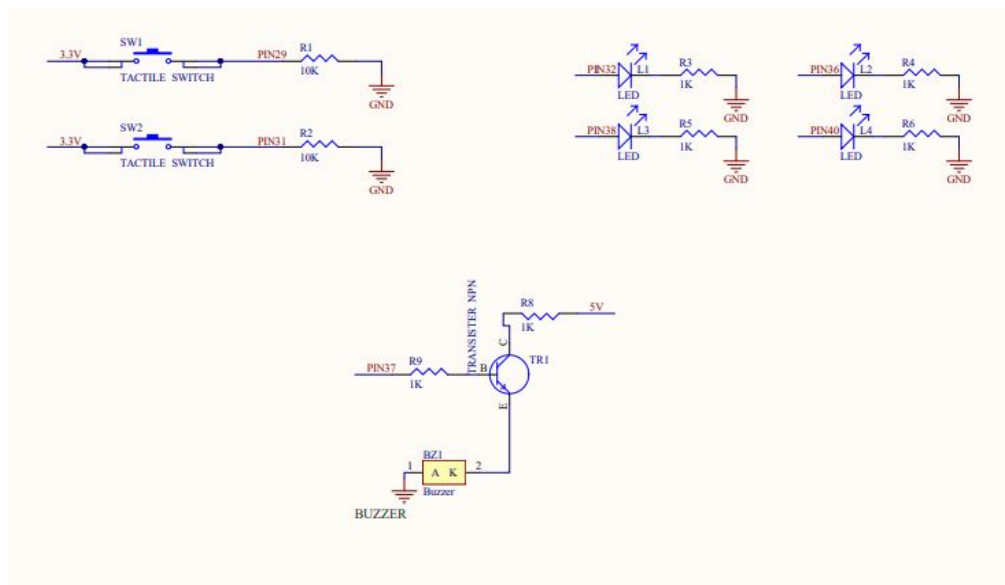 SW1
3.3V
PIN29
R1
10K
TACTILE SWITCH
GND
SW2
3.3V
PIN31
R2
10K
TACTILE SWITCH
GND
PIN32
L1
R3
1K
LED
GND
PIN36
L2
R4
1K
LED
GND
PIN38
L3
R5
1K
LED
GND
PIN40
L4
R6
1K
LED
GND
TRANSISTER NPN
R8
1K
5V
C
TR1
PIN37
R9
1K
B
E
BZ1
1
A K
2
Buzzer
BUZZER